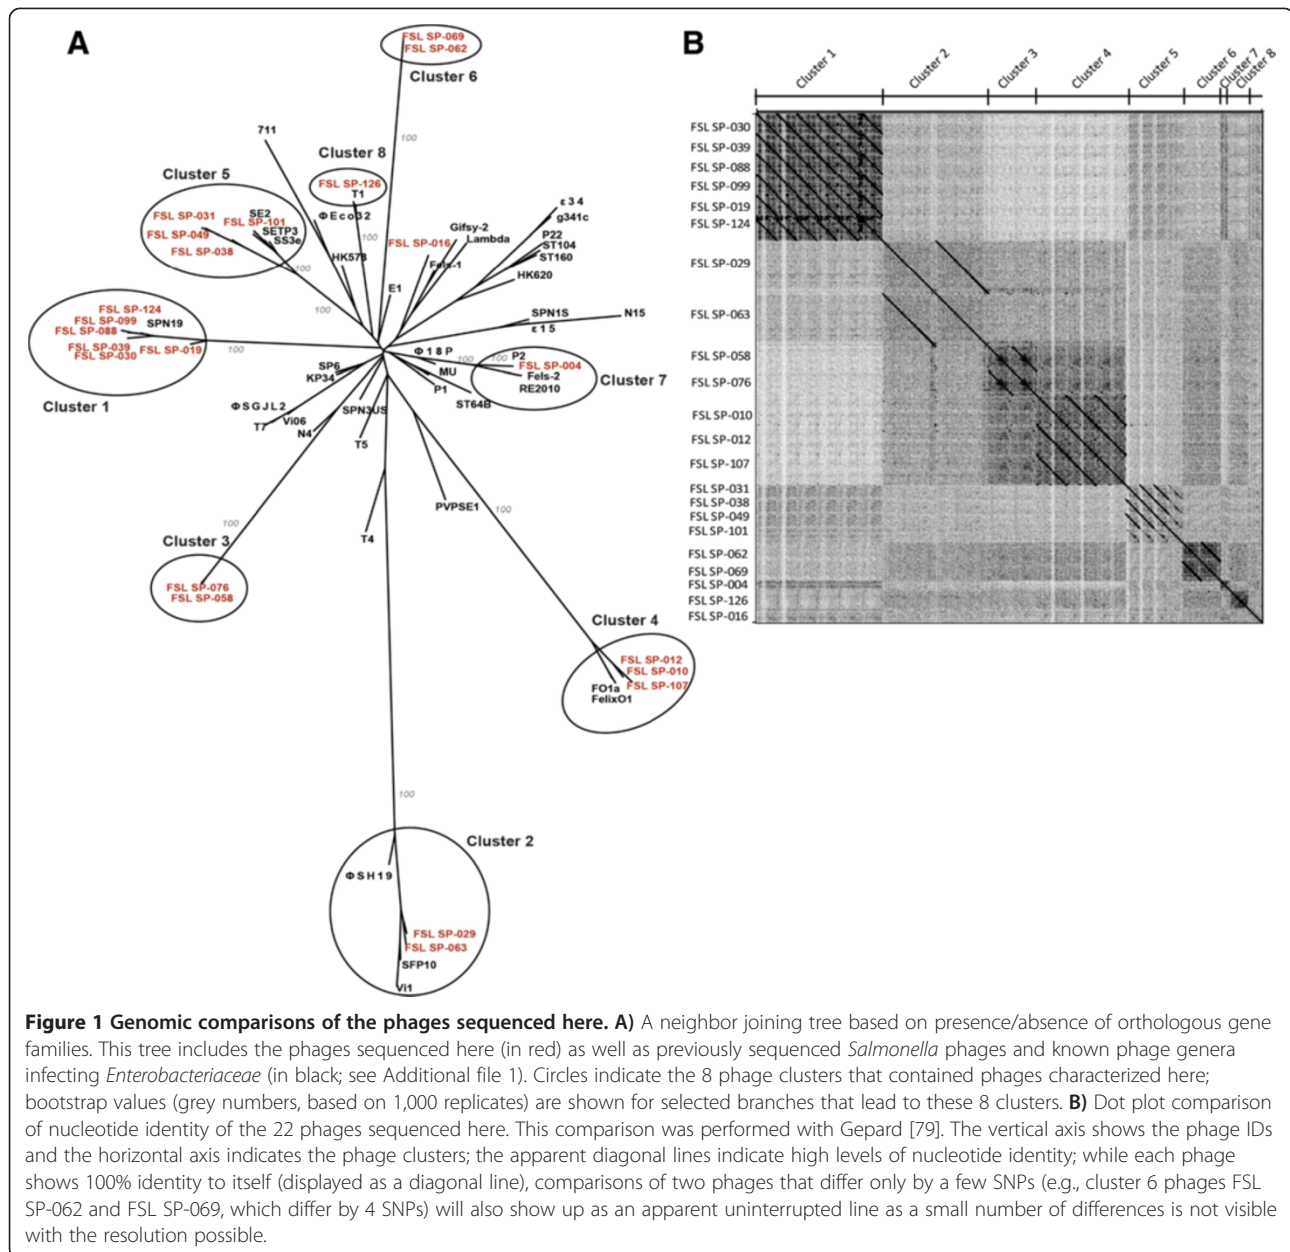 A
FSL SP-069
FSL SP-062
Cluster 6
100
711
Cluster 8
FSL SP-126
T1
Cluster 5
FSL SP-031
SE2
FSL SP-101
SETP3
FSL SP-049
SS3e
FSL SP-038
100
ΦEco32
100
HK578
FSL SP-016
Gifsy-2
Lambda
Fels-1
ε34
g341c
P22
ST104
ST160
HK620
E1
100
FSL SP-124
FSL SP-099
SPN19
FSL SP-088
FSL SP-039
FSL SP-030
FSL SP-019
100
Cluster 1
SPN1S
N15
ε15
Φ18P
100
100
P2
FSL SP-004
Fels-2
RE2010
Cluster 7
MU
P1
ST64B
SP6
KP34
ΦSGJL2
SPN3US
Vi06
T7
N4
T5
PVPSE1
100
T4
100
Cluster 3
FSL SP-076
FSL SP-058
Cluster 4
FSL SP-012
FSL SP-010
FSL SP-107
FO1a
FelixO1
100
Cluster 2
ΦSH19
FSL SP-029
FSL SP-063
SFP10
Vi1
B
Cluster 1
Cluster 2
Cluster 3
Cluster 4
Cluster 5
Cluster 6
Cluster 7
Cluster 8
FSL SP-030
FSL SP-039
FSL SP-088
FSL SP-099
FSL SP-019
FSL SP-124
FSL SP-029
FSL SP-063
FSL SP-058
FSL SP-076
FSL SP-010
FSL SP-012
FSL SP-107
FSL SP-031
FSL SP-038
FSL SP-049
FSL SP-101
FSL SP-062
FSL SP-069
FSL SP-004
FSL SP-126
FSL SP-016
Figure 1 Genomic comparisons of the phages sequenced here. A) A neighbor joining tree based on presence/absence of orthologous gene
families. This tree includes the phages sequenced here (in red) as well as previously sequenced Salmonella phages and known phage genera
infecting Enterobacteriaceae (in black; see Additional file 1). Circles indicate the 8 phage clusters that contained phages characterized here;
bootstrap values (grey numbers, based on 1,000 replicates) are shown for selected branches that lead to these 8 clusters. B) Dot plot comparison
of nucleotide identity of the 22 phages sequenced here. This comparison was performed with Gepard [79]. The vertical axis shows the phage IDs
and the horizontal axis indicates the phage clusters; the apparent diagonal lines indicate high levels of nucleotide identity; while each phage
shows 100% identity to itself (displayed as a diagonal line), comparisons of two phages that differ only by a few SNPs (e.g., cluster 6 phages FSL
SP-062 and FSL SP-069, which differ by 4 SNPs) will also show up as an apparent uninterrupted line as a small number of differences is not visible
with the resolution possible.